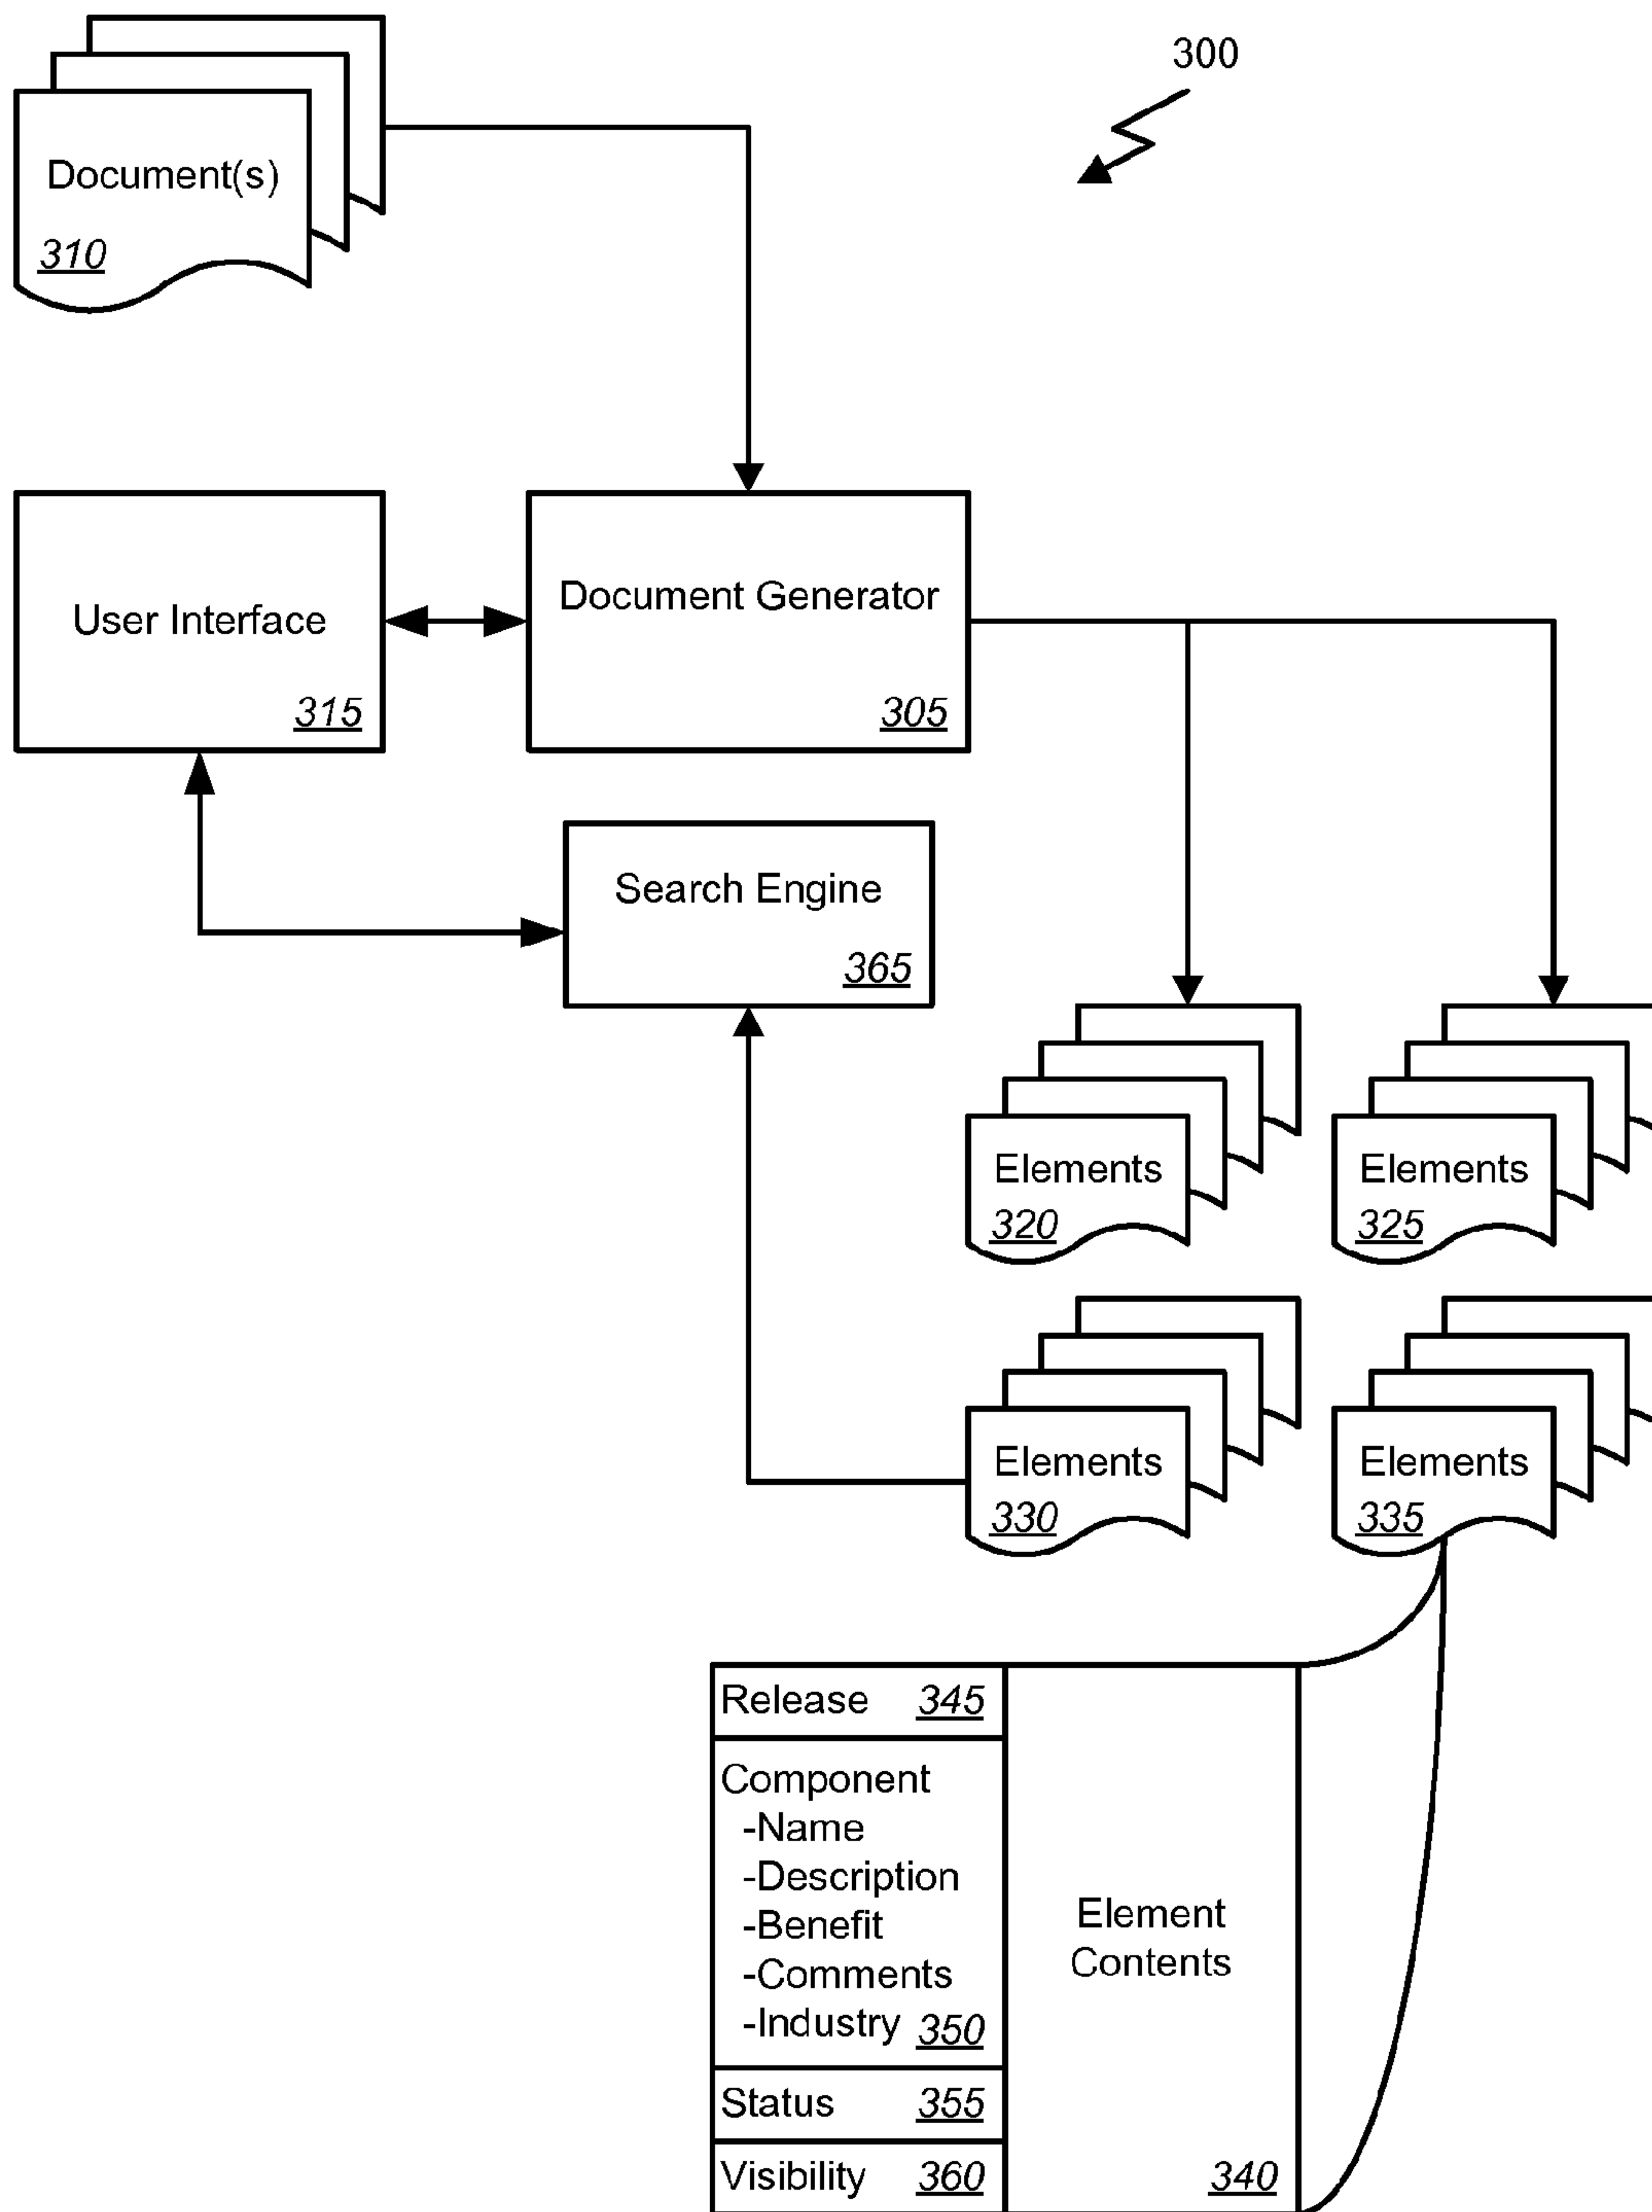 300
Document(s)
310
User Interface
315
Document Generator
305
Search Engine
365
Elements
320
Elements
325
Elements
330
Elements
335
Release 345
Component
-Name
-Description
-Benefit
-Comments
-Industry 350
Status 355
Visibility 360
Element
Contents
340